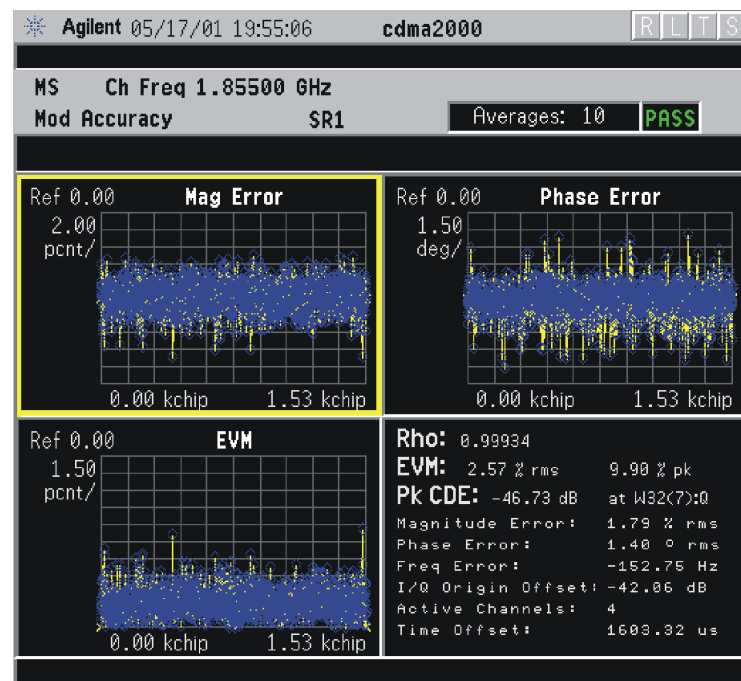 Agilent 05/17/01 19:55:06 cdma2000 R L T S
MS Ch Freq 1.85500 GHz
Mod Accuracy SR1 Averages: 10 PASS
Ref 0.00 Mag Error
2.00
pcnt/
0.00 kchip 1.53 kchip
Ref 0.00 Phase Error
1.50
deg/
0.00 kchip 1.53 kchip
Ref 0.00 EVM
1.50
pcnt/
0.00 kchip 1.53 kchip
Rho: 0.99934
EVM: 2.57 % rms 9.90 % pk
Pk CDE: -46.73 dB at W32(7):Q
Magnitude Error: 1.79 % rms
Phase Error: 1.40 º rms
Freq Error: -152.75 Hz
I/Q Origin Offset: -42.06 dB
Active Channels: 4
Time Offset: 1603.32 us